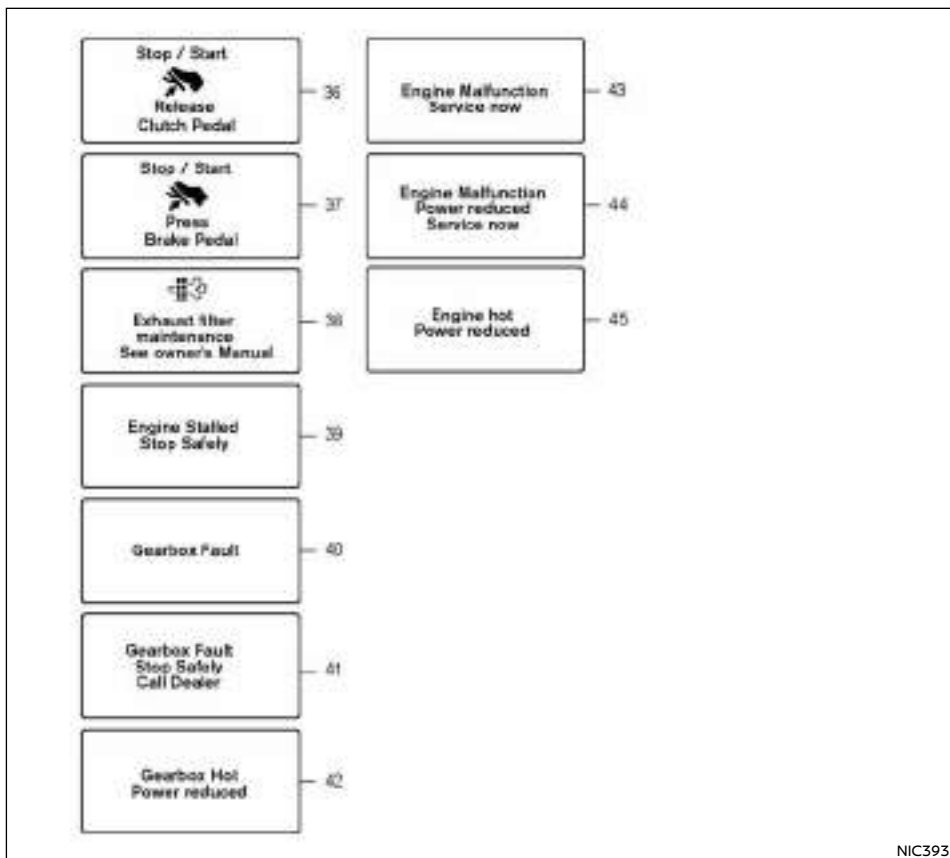 Stop / Start
Release
Clutch Pedal
36
Stop / Start
Press
Brake Pedal
37
Exhaust filter
maintenance
See owner's Manual
38
Engine Stalled
Stop Safely
39
Gearbox Fault
40
Gearbox Fault
Stop Safely
Call Dealer
41
Gearbox Hot
Power reduced
42
Engine Malfunction
Service now
43
Engine Malfunction
Power reduced
Service now
44
Engine hot
Power reduced
45
NIC393